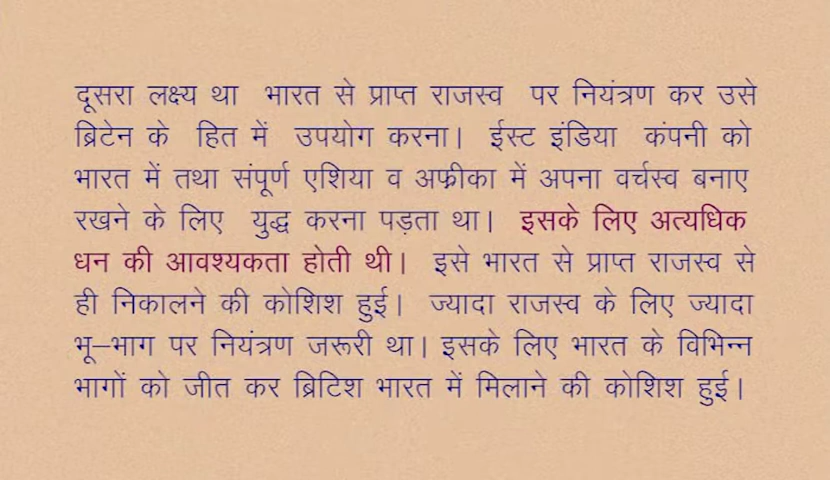 दूसरा लक्ष्य था भारत से प्राप्त राजस्व पर नियंत्रण कर उसे
ब्रिटेन के हित में उपयोग करना। ईस्ट इंडिया कंपनी को
भारत में तथा संपूर्ण एशिया व अफ्रीका में अपना वर्चस्व बनाए
रखने के लिए युद्ध करना पड़ता था। इसके लिए अत्यधिक
धन की आवश्यकता होती थी। इसे भारत से प्राप्त राजस्व से
ही निकालने की कोशिश हुई। ज्यादा राजस्व के लिए ज्यादा
भू–भाग पर नियंत्रण जरूरी था। इसके लिए भारत के विभिन्न
भागों को जीत कर ब्रिटिश भारत में मिलाने की कोशिश हुई।